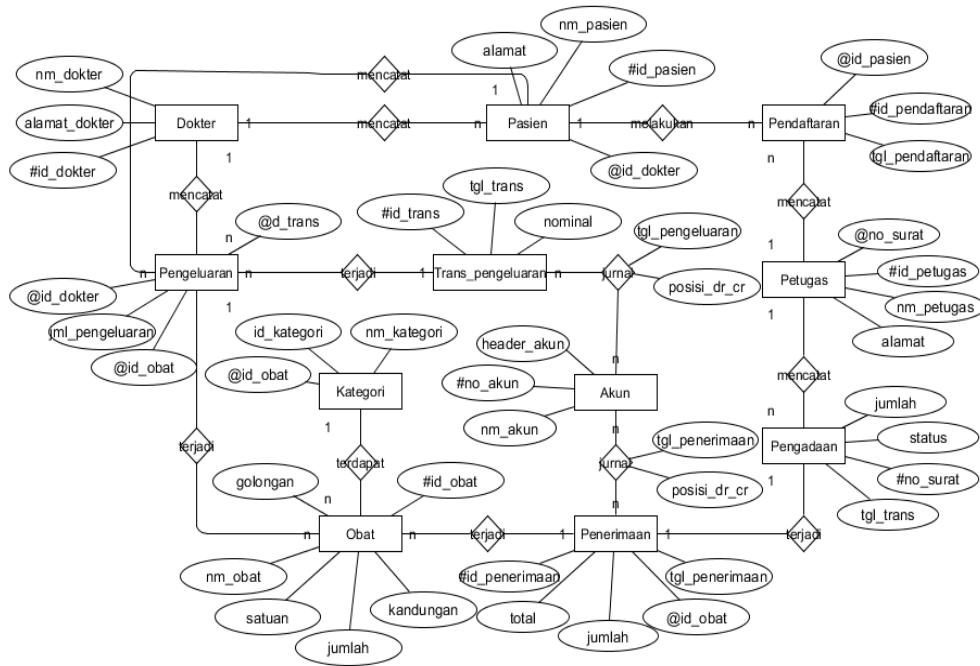 nm_pasien
alamat
nm_dokter
mencatat
#id_pasien
@id_pasien
1
1
alamat_dokter
Dokter
1
mencatat
n
Pasien
1
melakukan
n
Pendaftaran
#id_pendaftaran
tgl_pendaftaran
#id_dokter
1
@id_dokter
n
mencatat
tgl_trans
mencatat
#id_trans
nominal
@d_trans
n
tgl_pengeluaran
1
@no_surat
n
Pengeluaran
n
terjadi
1
Trans_pengeluaran
n
jurnal
Petugas
#id_petugas
posisi_dr_cr
@id_dokter
nm_petugas
1
1
jml_pengeluaran
id_kategori
nm_kategori
alamat
@id_obat
header_akun
n
@id_obat
Kategori
#no_akun
Akun
mencatat
1
nm_akun
n
n
jumlah
terjadi
terdapat
jurnal
tgl_penerimaan
Pengadaan
status
golongan
#id_obat
posisi_dr_cr
1
#no_surat
n
n
tgl_trans
n
Obat
n
terjadi
1
Penerimaan
1
terjadi
nm_obat
#id_penerimaan
tgl_penerimaan
satuan
kandungan
total
@id_obat
jumlah
jumlah